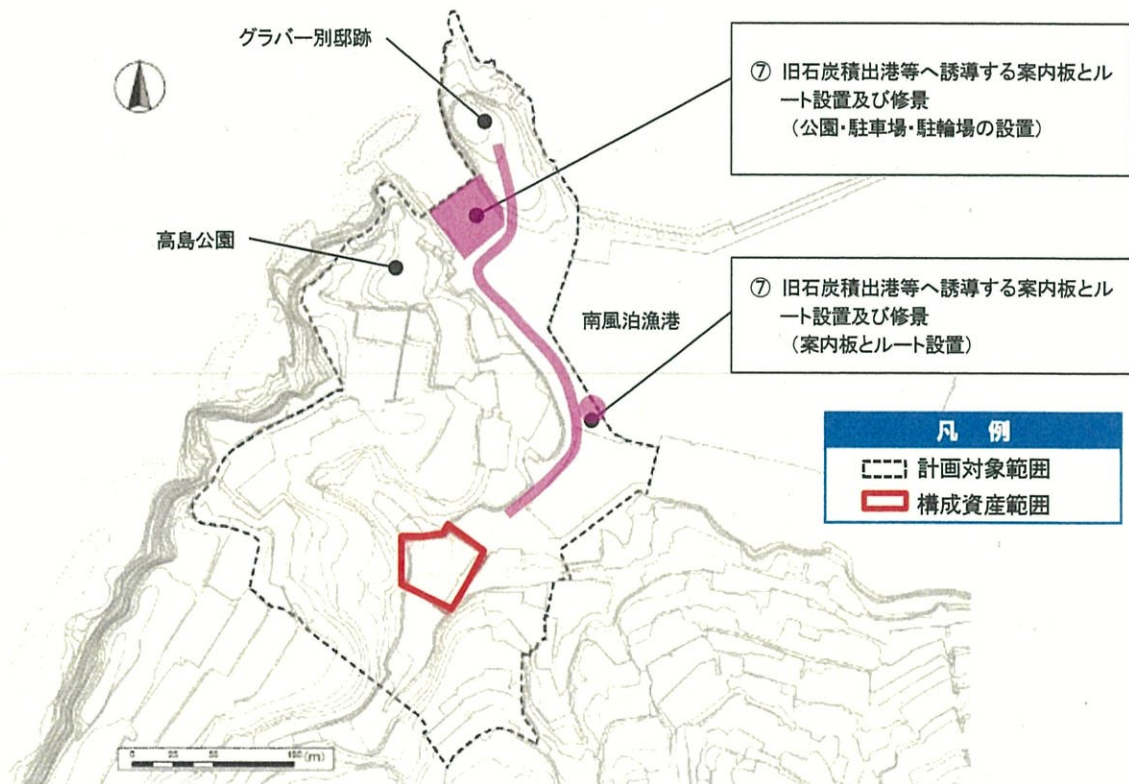 グラバー別邸跡
⑦ 旧石炭積出港等へ誘導する案内板とル
ート設置及び修景
（公園・駐車場・駐輪場の設置）
高島公園
南風泊漁港
⑦ 旧石炭積出港等へ誘導する案内板とル
ート設置及び修景
（案内板とルート設置）
凡 例
計画対象範囲
構成資産範囲
0 25 50 100 (m)